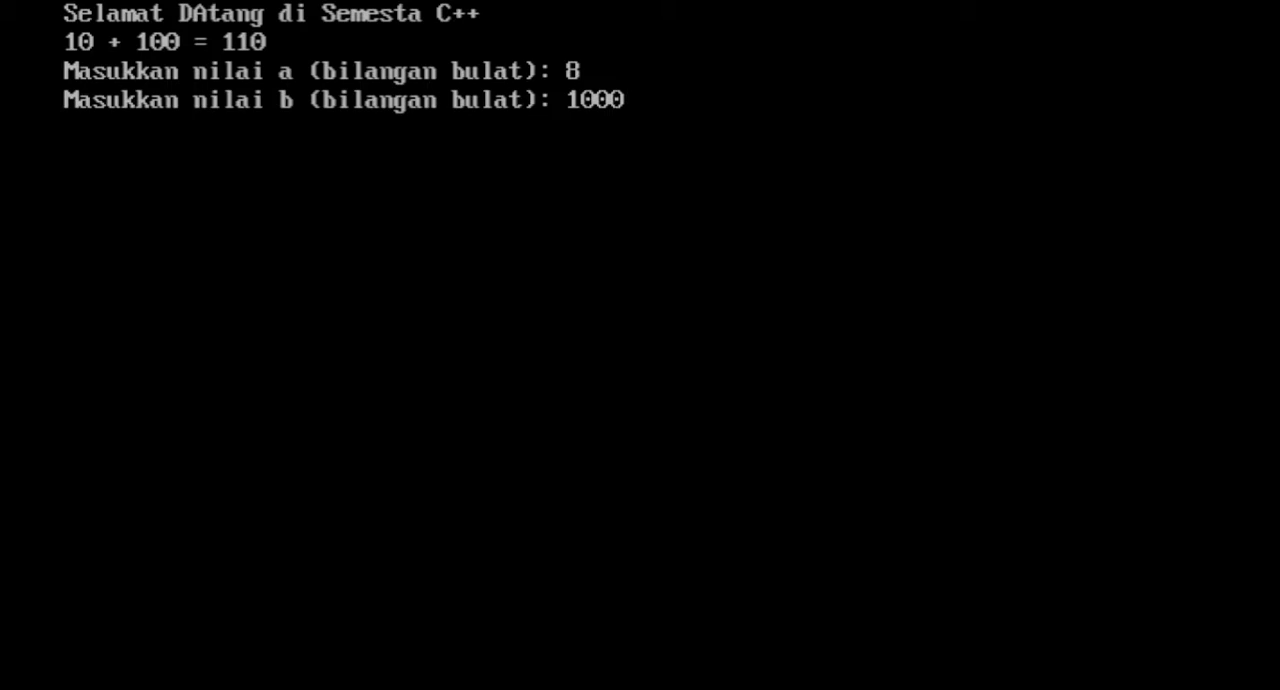 Selamat DAtang di Semesta C++
10 + 100 = 110
Masukkan nilai a (bilangan bulat): 8
Masukkan nilai b (bilangan bulat): 1000